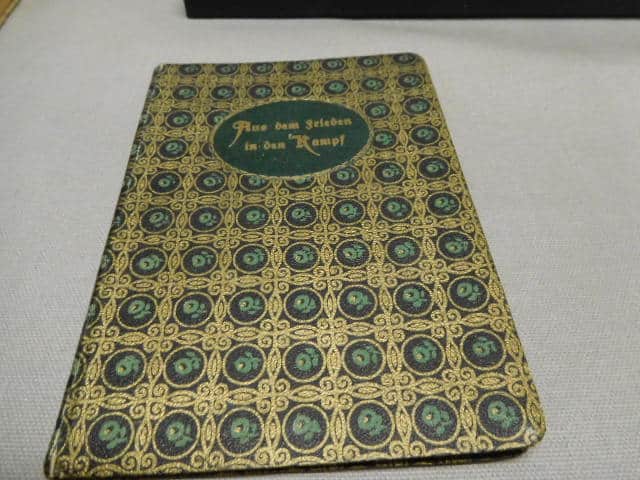 Aus dem Frieden
in den Kampf